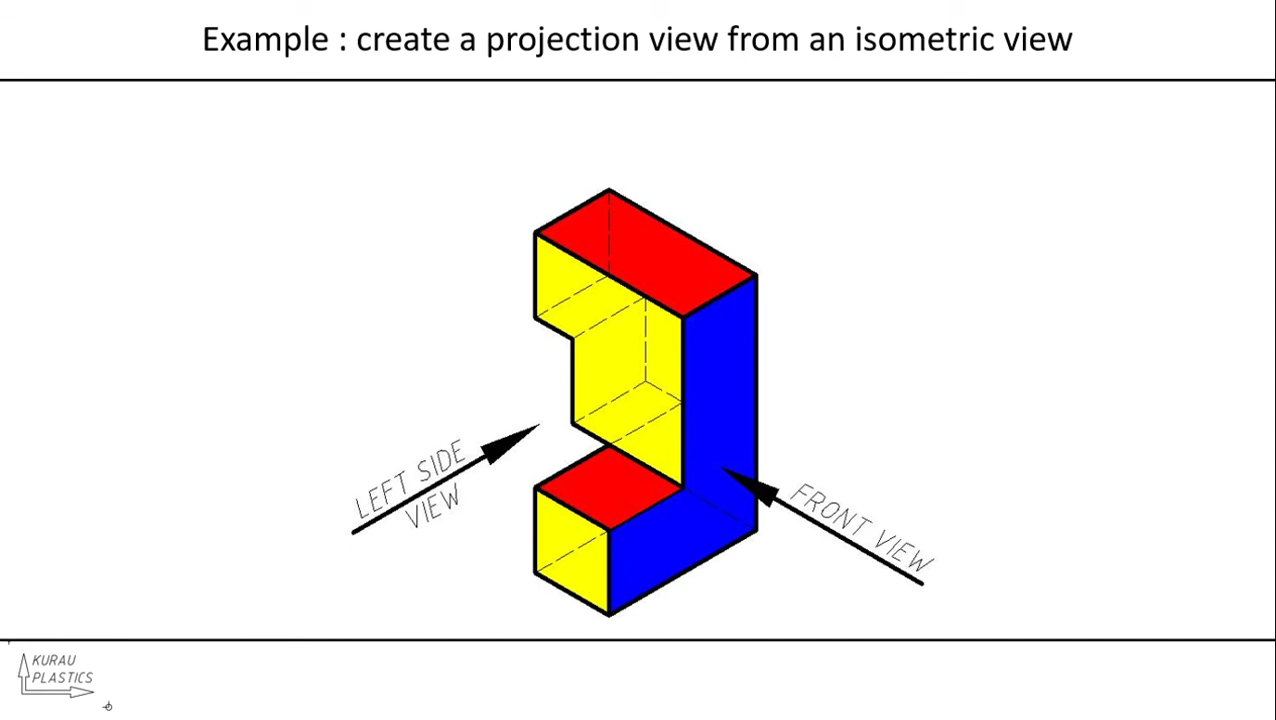 Example : create a projection view from an isometric view
LEFT SIDE
VIEW
FRONT VIEW
KURAU
PLASTICS